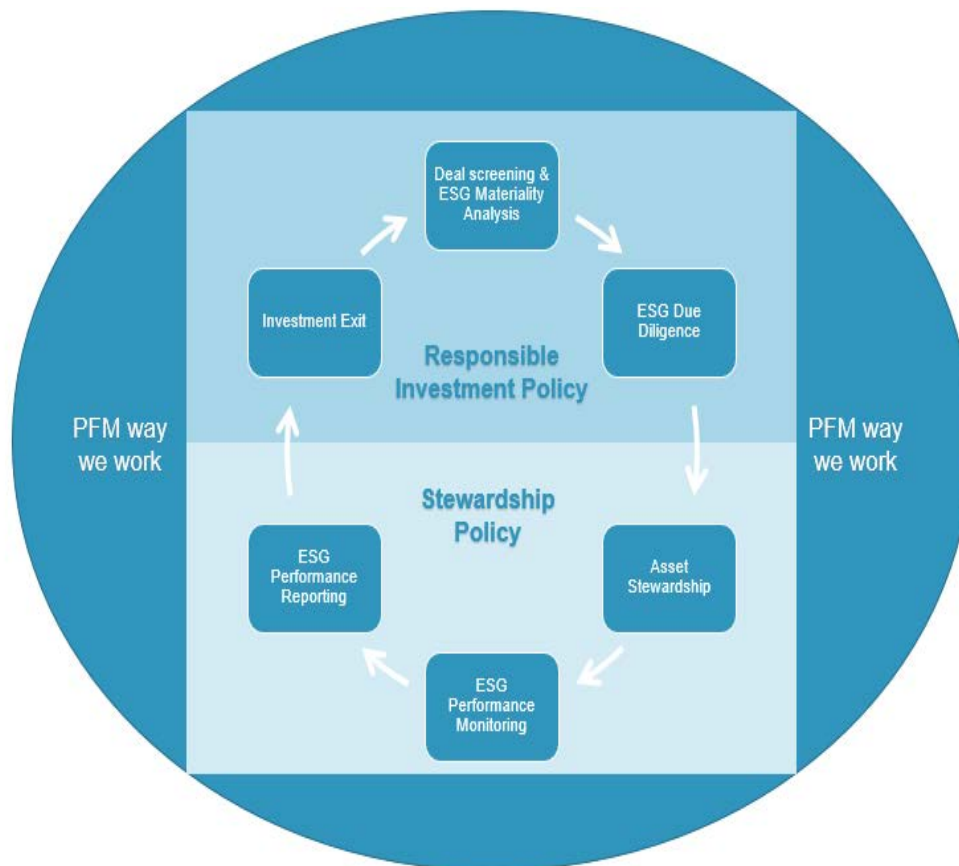 Deal screening &
ESG Materiality
Analysis
Investment Exit
ESG Due
Diligence
Responsible
Investment Policy
PFM way
we work
PFM way
we work
Stewardship
Policy
ESG
Performance
Reporting
Asset
Stewardship
ESG
Performance
Monitoring